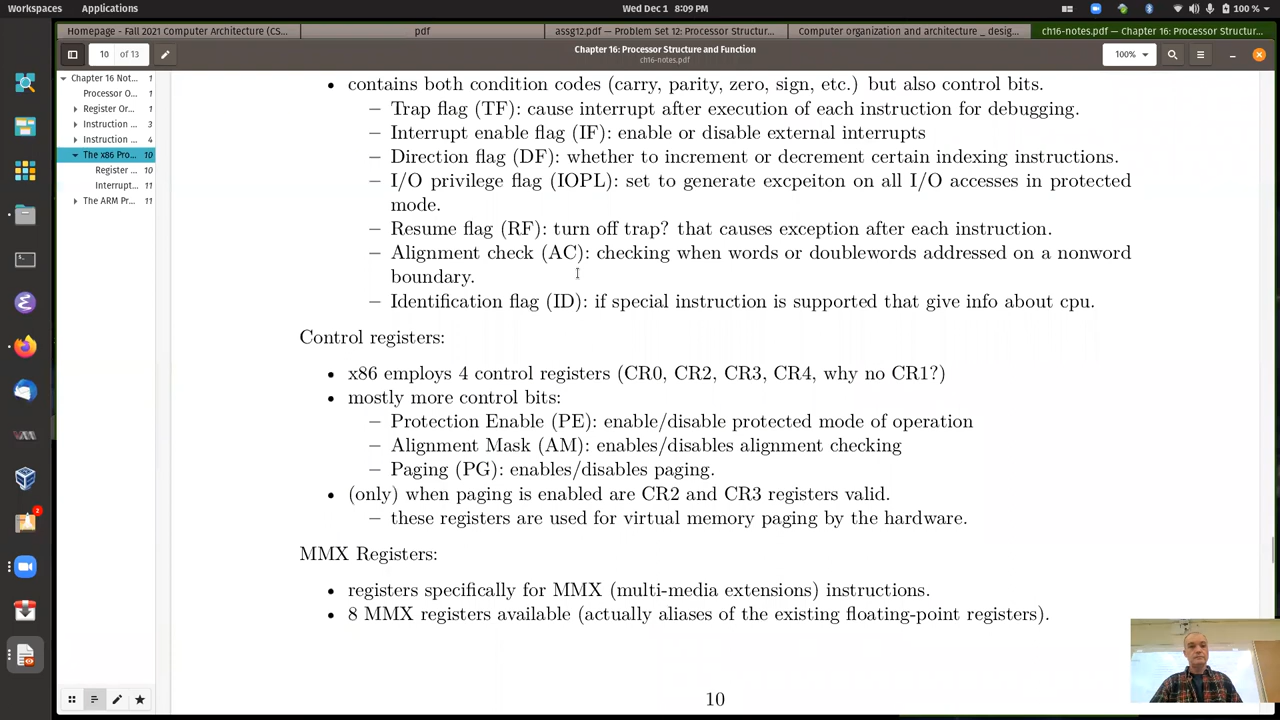 Workspaces Applications Wed Dec 1 8:09 PM 100 %
Homepage - Fall 2021 Computer Architecture (CS... pdf assg12.pdf — Problem Set 12: Processor Structur... Computer organization and architecture _ desig... ch16-notes.pdf — Chapter 16: Processor Structur...
10 of 13 Chapter 16: Processor Structure and Function 100%
ch16-notes.pdf
Chapter 16 Not... 1
Processor O... 1
Register Or... 1
Instruction ... 3
Instruction ... 4
The x86 Pro... 10
Register ... 10
Interrupt... 11
The ARM Pr... 11
2
• contains both condition codes (carry, parity, zero, sign, etc.) but also control bits.
– Trap flag (TF): cause interrupt after execution of each instruction for debugging.
– Interrupt enable flag (IF): enable or disable external interrupts
– Direction flag (DF): whether to increment or decrement certain indexing instructions.
– I/O privilege flag (IOPL): set to generate excpeiton on all I/O accesses in protected
mode.
– Resume flag (RF): turn off trap? that causes exception after each instruction.
– Alignment check (AC): checking when words or doublewords addressed on a nonword
boundary.
– Identification flag (ID): if special instruction is supported that give info about cpu.
Control registers:
• x86 employs 4 control registers (CR0, CR2, CR3, CR4, why no CR1?)
• mostly more control bits:
– Protection Enable (PE): enable/disable protected mode of operation
– Alignment Mask (AM): enables/disables alignment checking
– Paging (PG): enables/disables paging.
• (only) when paging is enabled are CR2 and CR3 registers valid.
– these registers are used for virtual memory paging by the hardware.
MMX Registers:
• registers specifically for MMX (multi-media extensions) instructions.
• 8 MMX registers available (actually aliases of the existing floating-point registers).
10